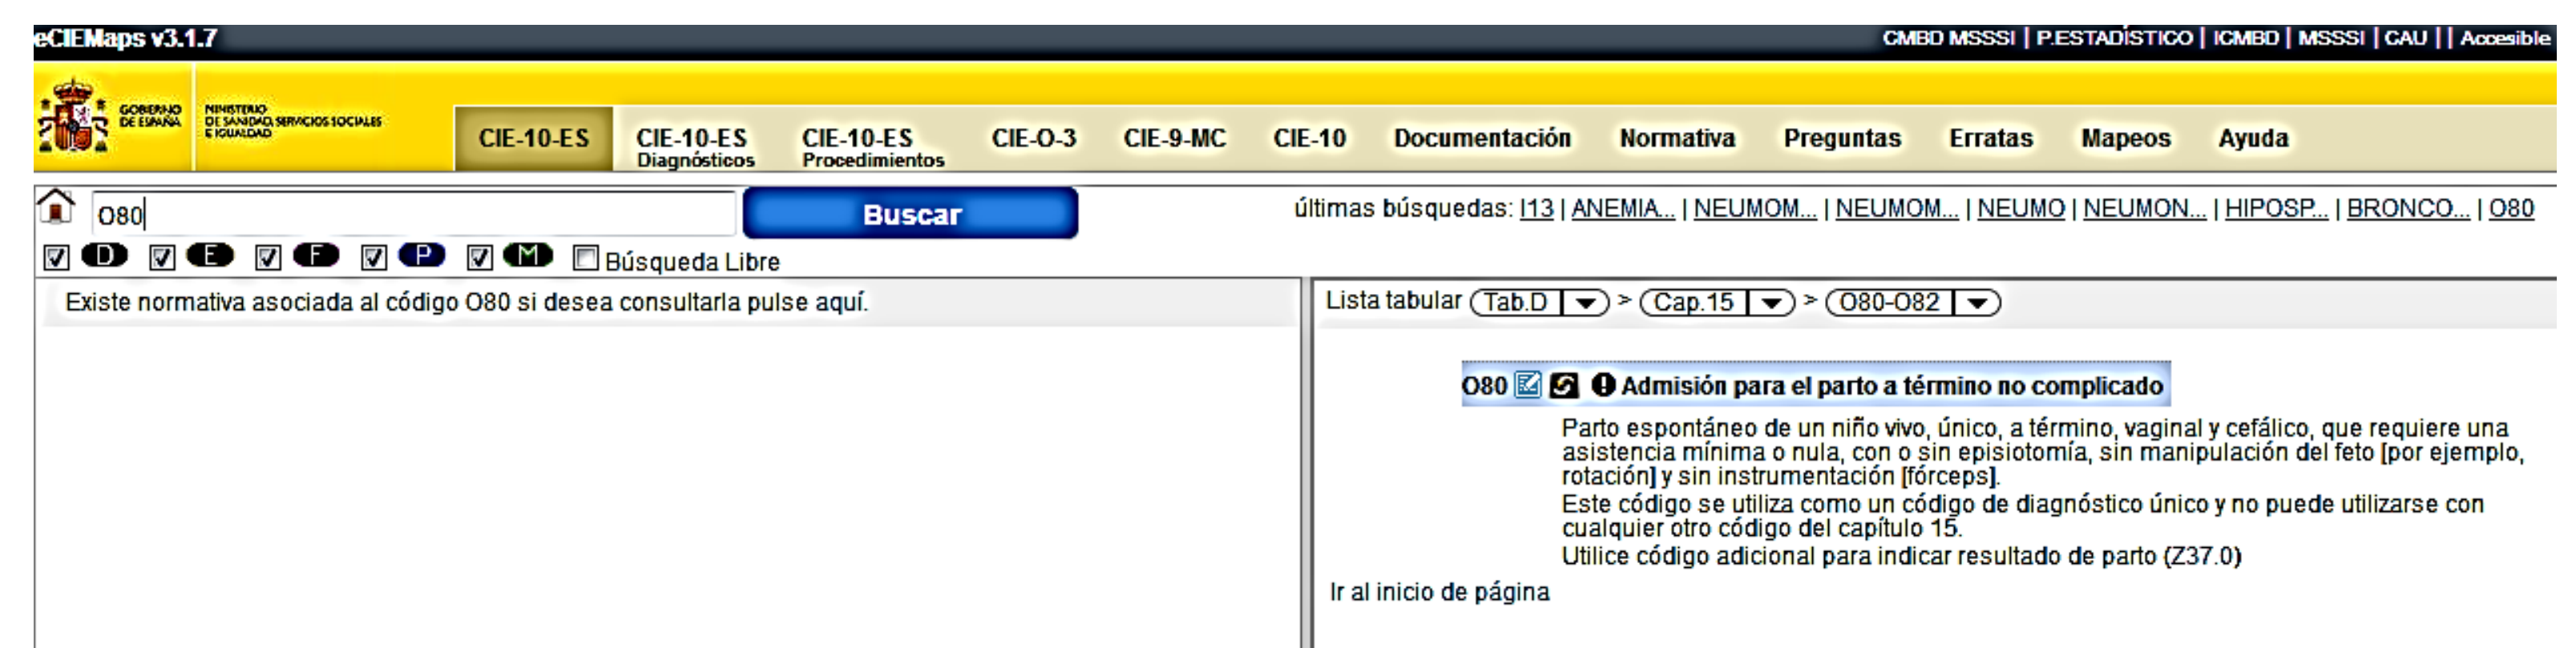 eCIEMaps v3.1.7
CMBD MSSSI | P.ESTADÍSTICO | ICMBD | MSSSI | CAU | | Accesible
GOBIERNO
DE ESPAÑA
MINISTERIO
DE SANIDAD, SERVICIOS SOCIALES
E IGUALDAD
CIE-10-ES
CIE-10-ES
Diagnósticos
CIE-10-ES
Procedimientos
CIE-O-3
CIE-9-MC
CIE-10
Documentación
Normativa
Preguntas
Erratas
Mapeos
Ayuda
O80
Buscar
últimas búsquedas: I13 | ANEMIA... | NEUMOM... | NEUMOM... | NEUMO | NEUMON... | HIPOSP... | BRONCO... | O80
D E F P M Búsqueda Libre
Existe normativa asociada al código O80 si desea consultarla pulse aquí.
Lista tabular Tab.D > Cap.15 > O80-O82
O80 Admisión para el parto a término no complicado
Parto espontáneo de un niño vivo, único, a término, vaginal y cefálico, que requiere una
asistencia mínima o nula, con o sin episiotomía, sin manipulación del feto [por ejemplo,
rotación] y sin instrumentación [fórceps].
Este código se utiliza como un código de diagnóstico único y no puede utilizarse con
cualquier otro código del capítulo 15.
Utilice código adicional para indicar resultado de parto (Z37.0)
Ir al inicio de página